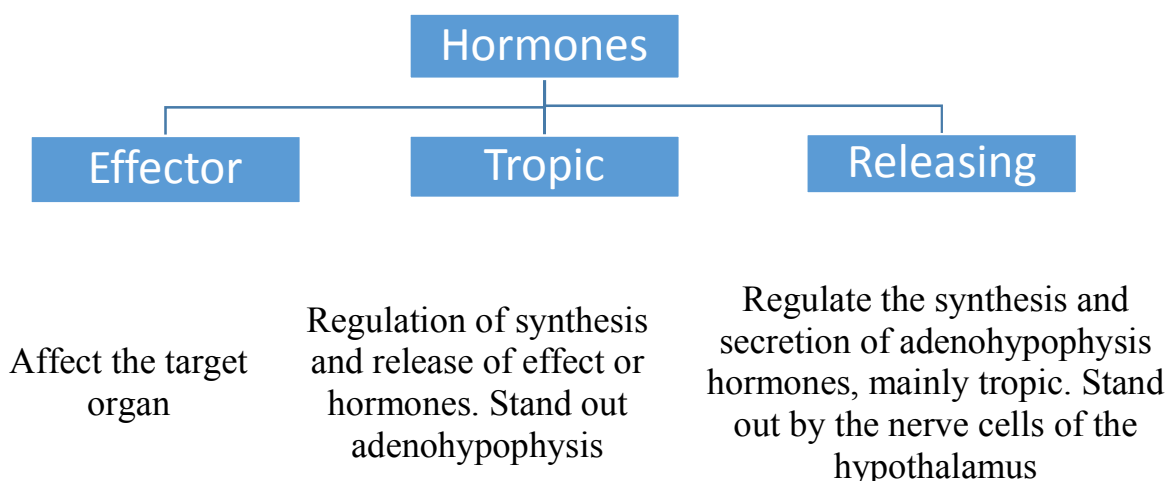 Hormones
Effector
Tropic
Releasing
Affect the target
organ
Regulation of synthesis
and release of effect or
hormones. Stand out
adenohypophysis
Regulate the synthesis and
secretion of adenohypophysis
hormones, mainly tropic. Stand
out by the nerve cells of the
hypothalamus